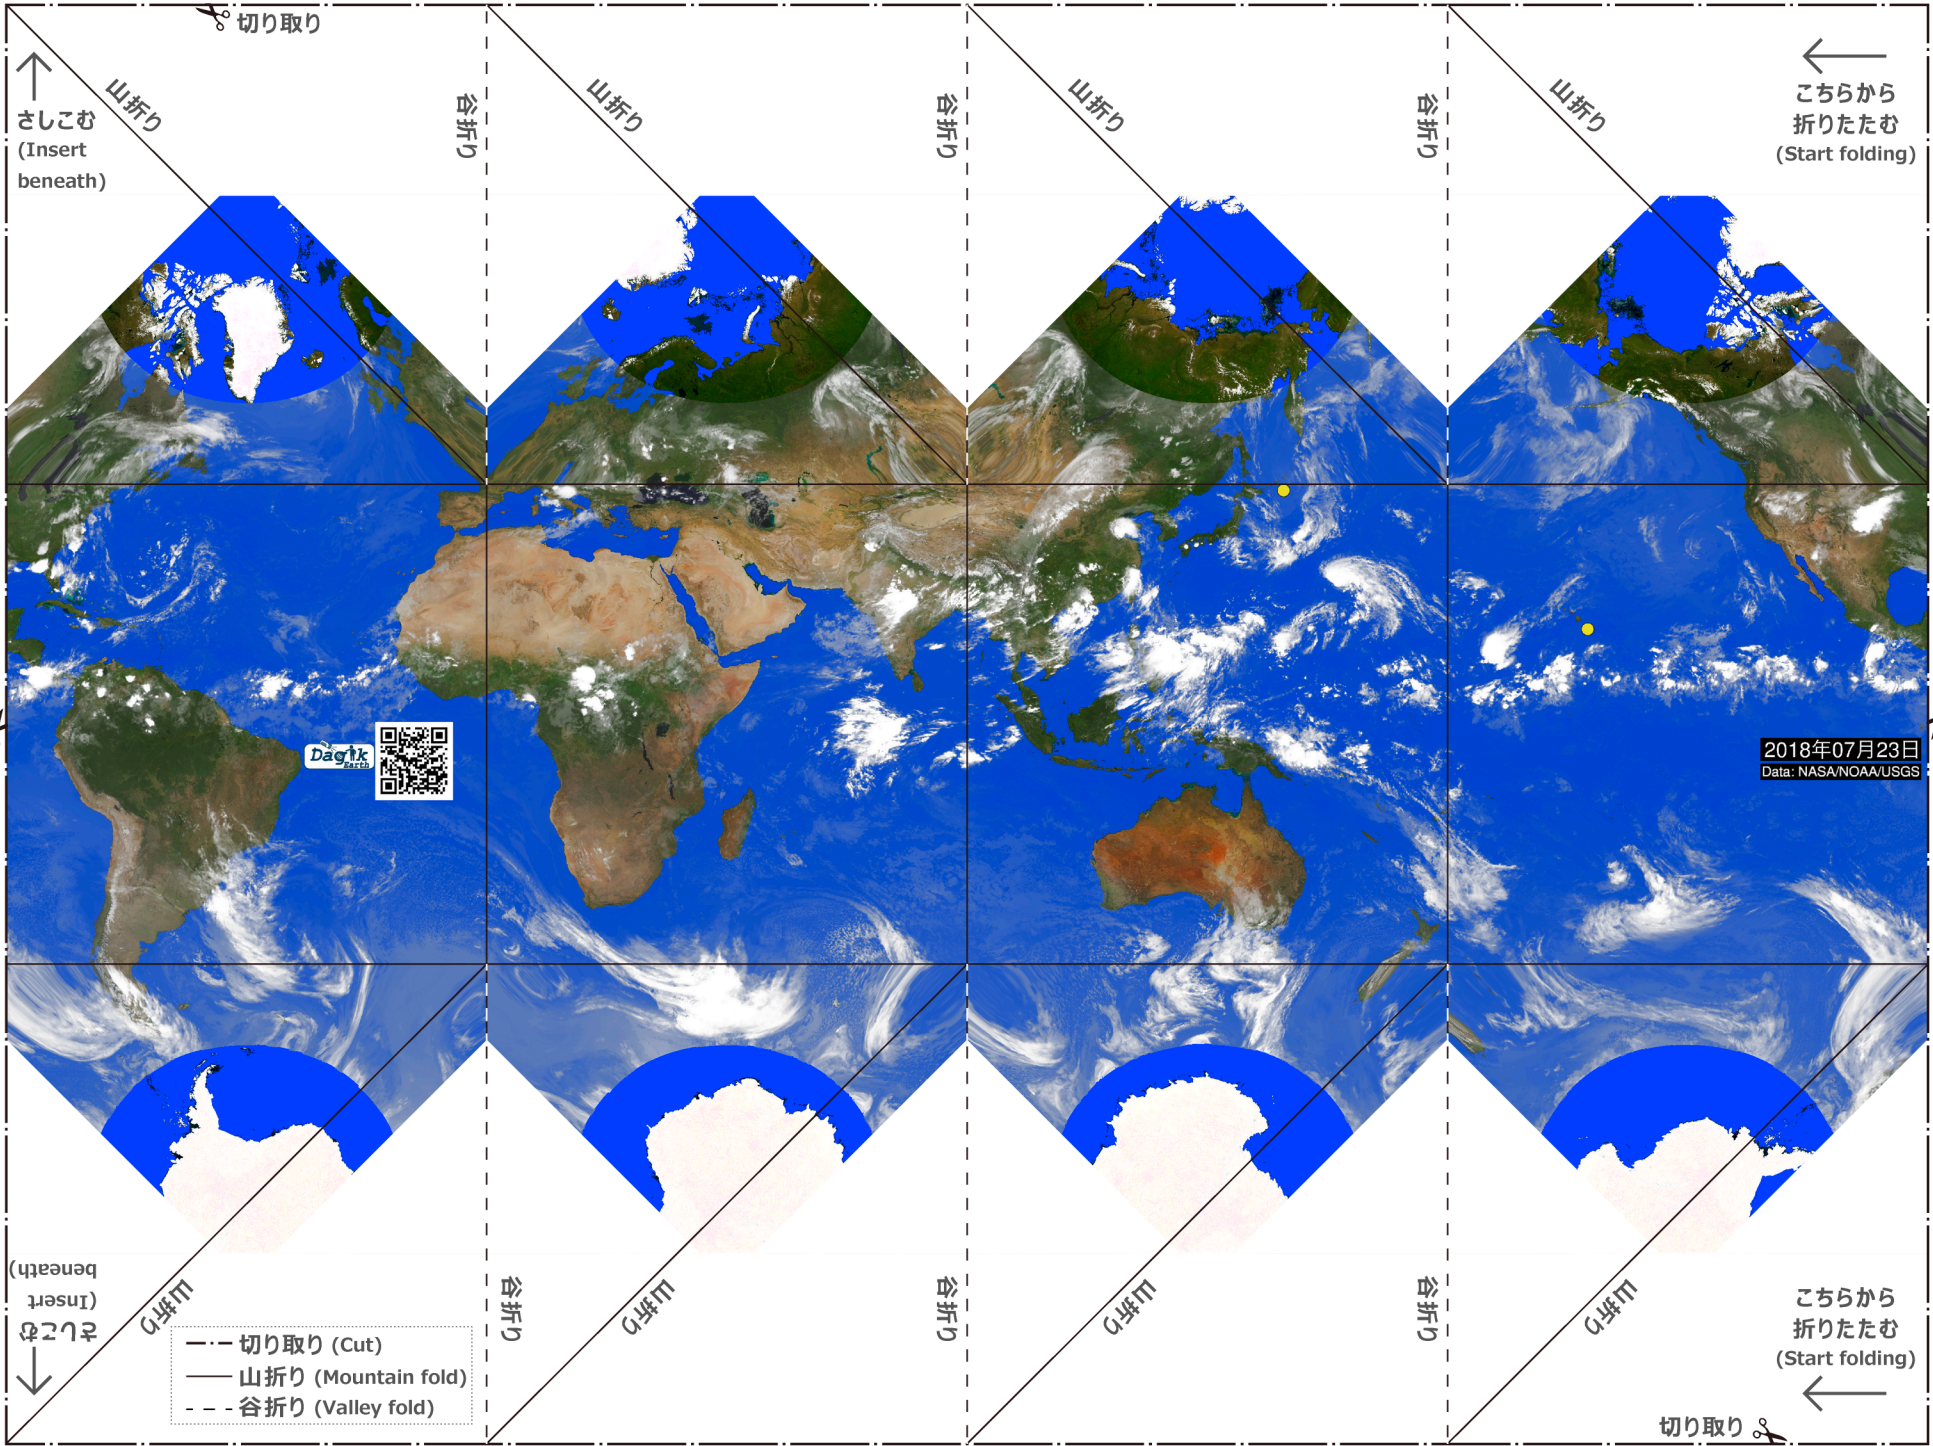 切り取り
山折り
谷折り
山折り
谷折り
山折り
谷折り
山折り
さしこむ
(Insert
beneath)
こちらから
折りたたむ
(Start folding)
Dagik
Earth
2018年07月23日
Data: NASA/NOAA/USGS
さしこむ
(Insert
beneath)
山折り
谷折り
山折り
谷折り
山折り
谷折り
山折り
こちらから
折りたたむ
(Start folding)
切り取り (Cut)
山折り (Mountain fold)
谷折り (Valley fold)
切り取り